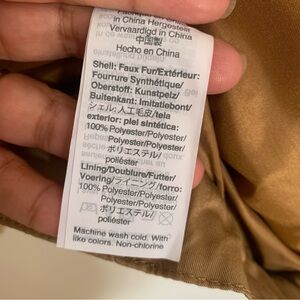 in China Hergestellt
in China
Vervaardigd in China
中国製
Hecho en China
Shell: Faux Fur/Extérieur:
Fourrure Synthétique/
Oberstoff: Kunstpelz/
Buitenkant: Imitatiebont/
シェル: 人工毛皮/tela
exterior: piel sintética:
100% Polyester/Polyester/
Polyester/Polyester/
ポリエステル/
poliéster
Lining/Doublure/Futter/
Voering/ライニング/forro:
100% Polyester/Polyester/
Polyester/Polyester/
ポリエステル/
poliéster
Machine wash cold. With
like colors. Non-chlorine